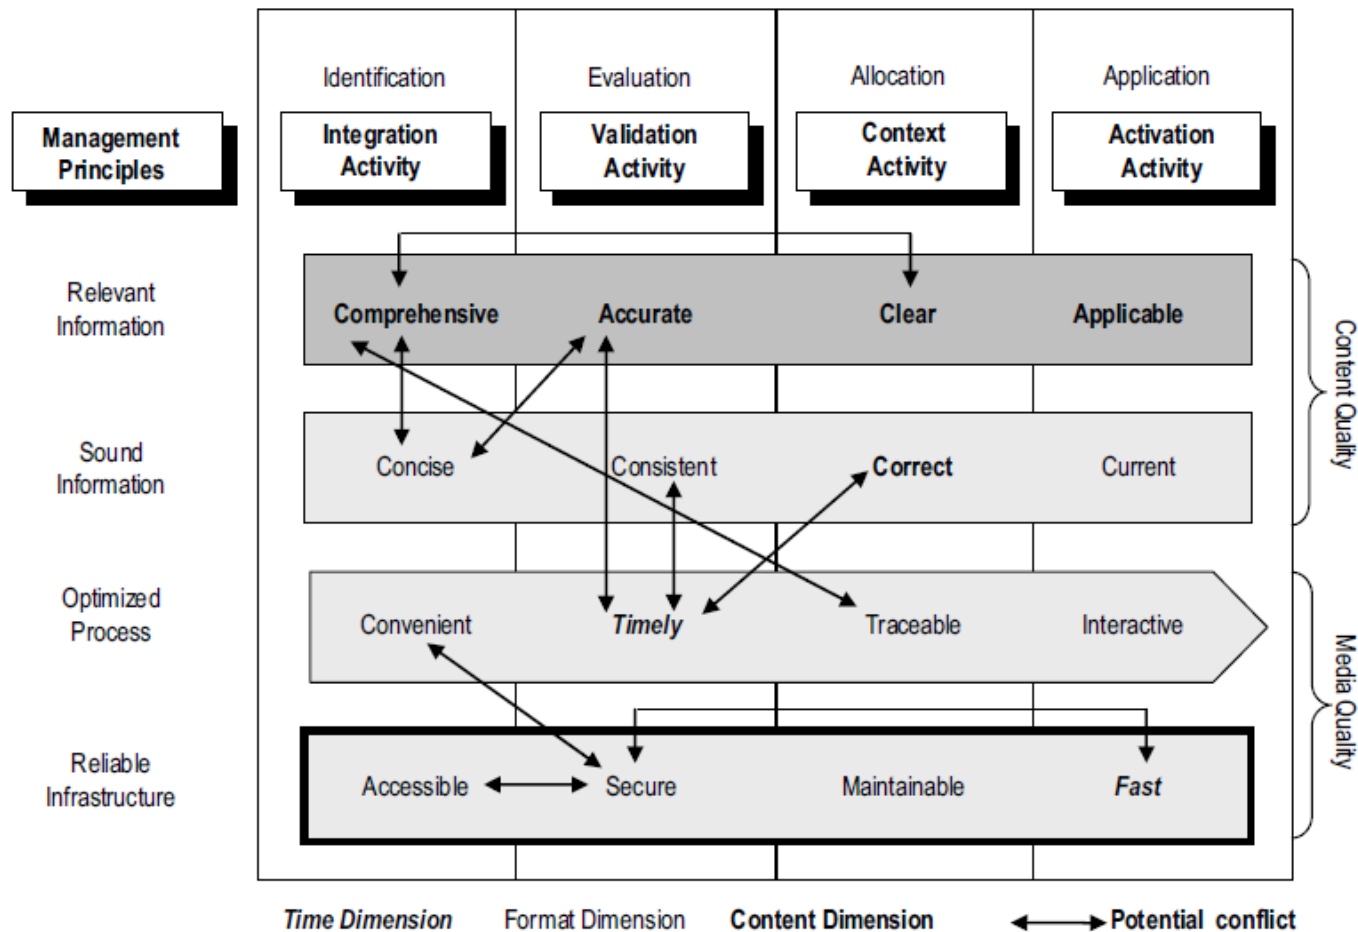 Identification Evaluation Allocation Application
Management Principles
Integration Activity
Validation Activity
Context Activity
Activation Activity
Relevant
Information
Comprehensive Accurate Clear Applicable
Sound
Information
Concise Consistent Correct Current
Content Quality
Optimized
Process
Convenient Timely Traceable Interactive
Reliable
Infrastructure
Accessible Secure Maintainable Fast
Media Quality
Time Dimension Format Dimension Content Dimension Potential conflict